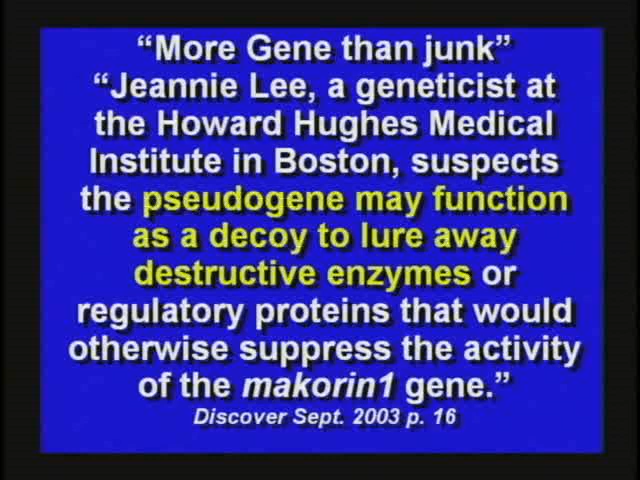 “More Gene than junk”
“Jeannie Lee, a geneticist at
the Howard Hughes Medical
Institute in Boston, suspects
the pseudogene may function
as a decoy to lure away
destructive enzymes or
regulatory proteins that would
otherwise suppress the activity
of the makorin1 gene.”
Discover Sept. 2003 p. 16